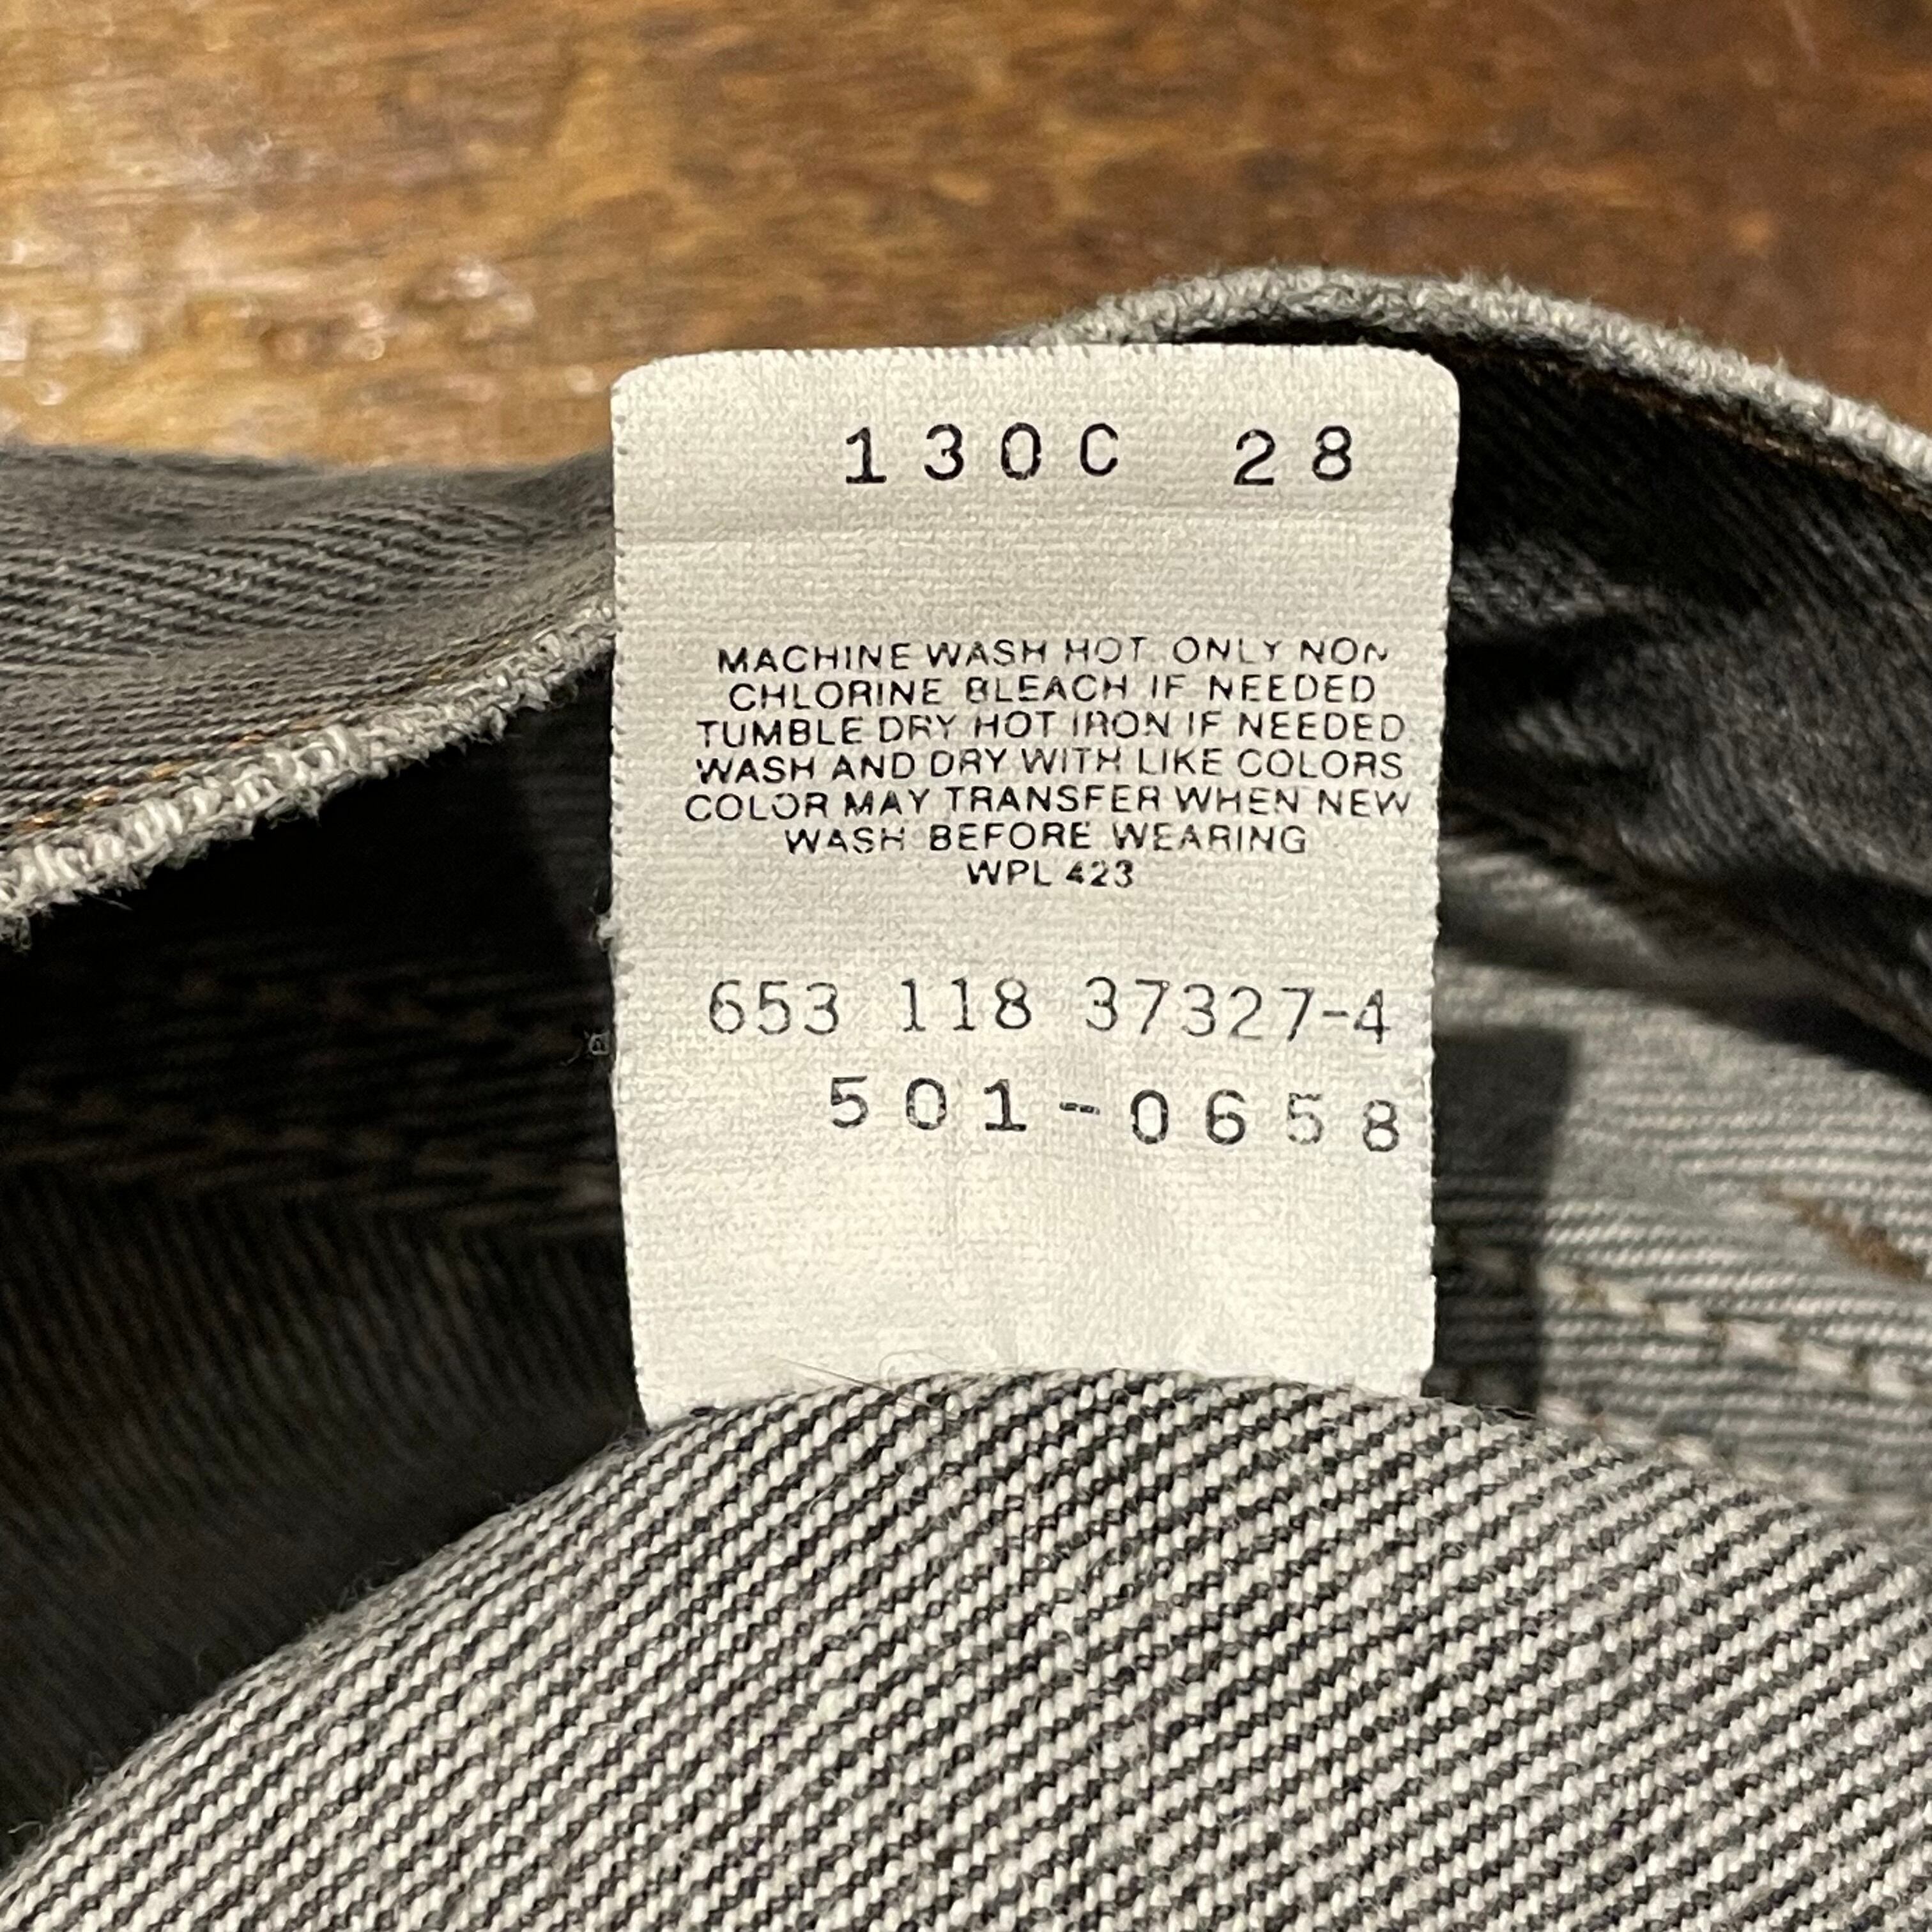 130C 28
MACHINE WASH HOT ONLY NON
CHLORINE BLEACH IF NEEDED
TUMBLE DRY HOT IRON IF NEEDED
WASH AND DRY WITH LIKE COLORS
COLOR MAY TRANSFER WHEN NEW
WASH BEFORE WEARING
WPL 423
653 118 37327-4
501-0658